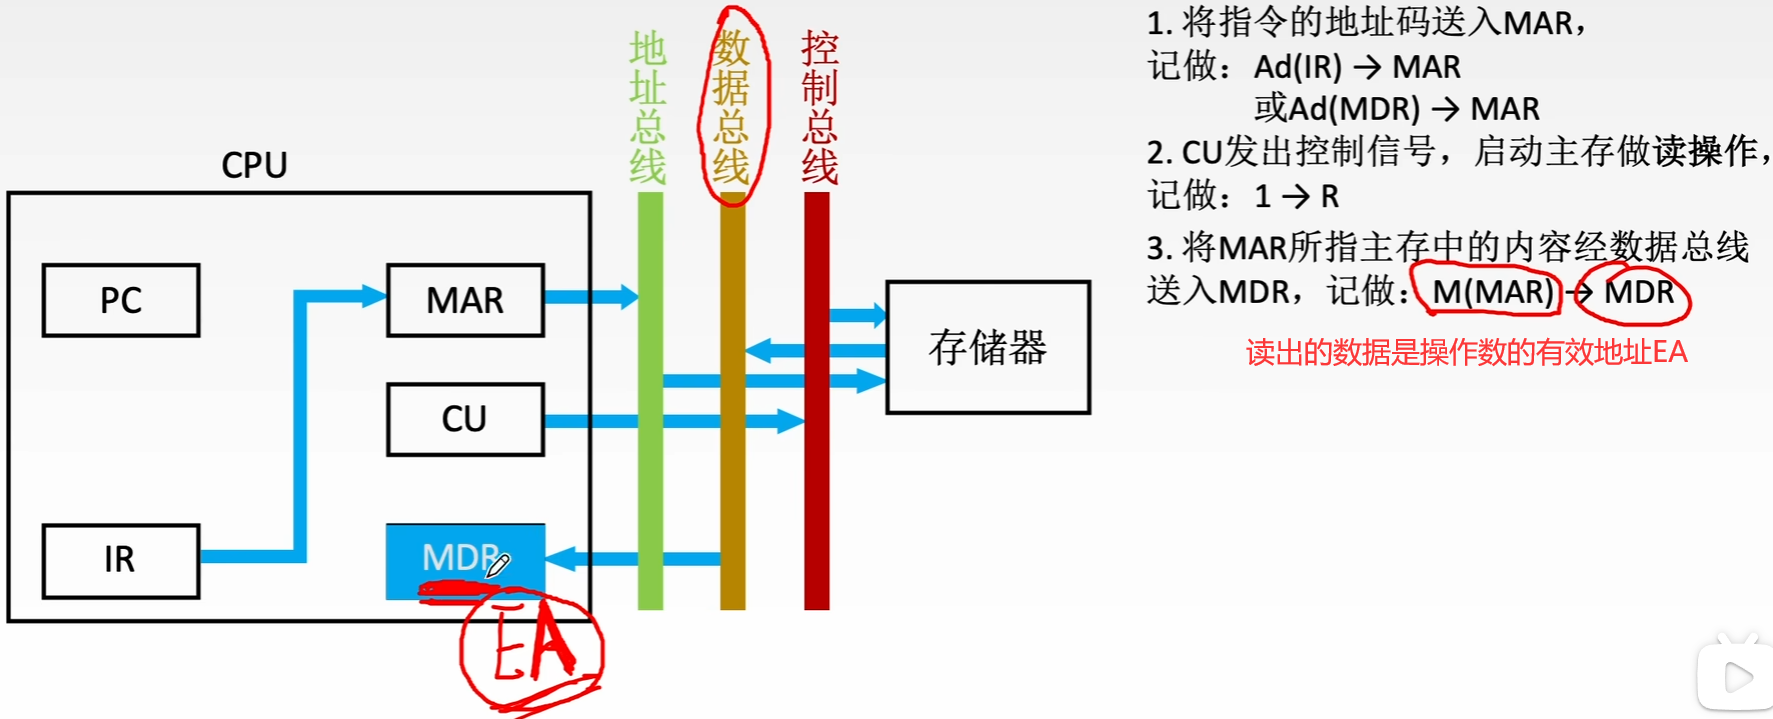 地址总线
数据总线
控制总线
CPU
PC
MAR
CU
IR
MDR
EA
存储器
1. 将指令的地址码送入MAR，
记做：Ad(IR) → MAR
或Ad(MDR) → MAR
2. CU发出控制信号，启动主存做读操作，
记做：1 → R
3. 将MAR所指主存中的内容经数据总线
送入MDR，记做：M(MAR) → MDR
读出的数据是操作数的有效地址EA